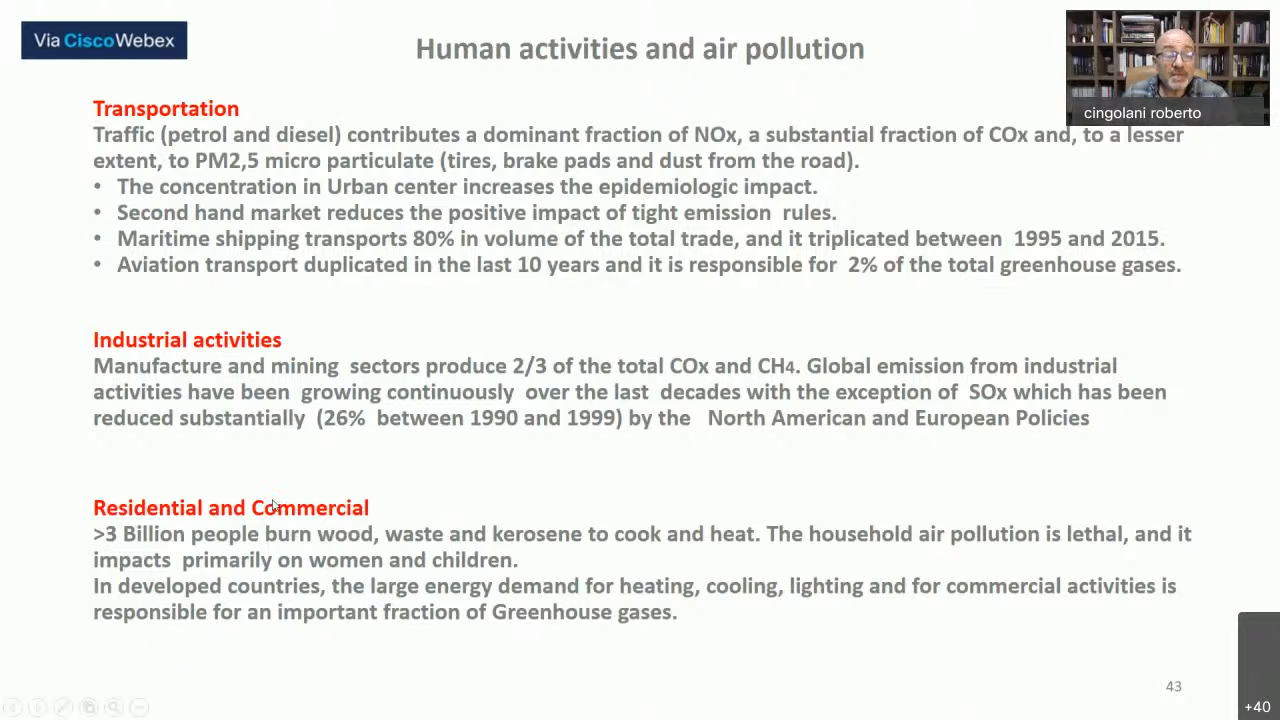 Via Cisco Webex
Human activities and air pollution
cingolani roberto
Transportation
Traffic (petrol and diesel) contributes a dominant fraction of NOx, a substantial fraction of COx and, to a lesser
extent, to PM2,5 micro particulate (tires, brake pads and dust from the road).
• The concentration in Urban center increases the epidemiologic impact.
• Second hand market reduces the positive impact of tight emission rules.
• Maritime shipping transports 80% in volume of the total trade, and it triplicated between 1995 and 2015.
• Aviation transport duplicated in the last 10 years and it is responsible for 2% of the total greenhouse gases.
Industrial activities
Manufacture and mining sectors produce 2/3 of the total COx and CH4. Global emission from industrial
activities have been growing continuously over the last decades with the exception of SOx which has been
reduced substantially (26% between 1990 and 1999) by the North American and European Policies
Residential and Commercial
>3 Billion people burn wood, waste and kerosene to cook and heat. The household air pollution is lethal, and it
impacts primarily on women and children.
In developed countries, the large energy demand for heating, cooling, lighting and for commercial activities is
responsible for an important fraction of Greenhouse gases.
43
+40